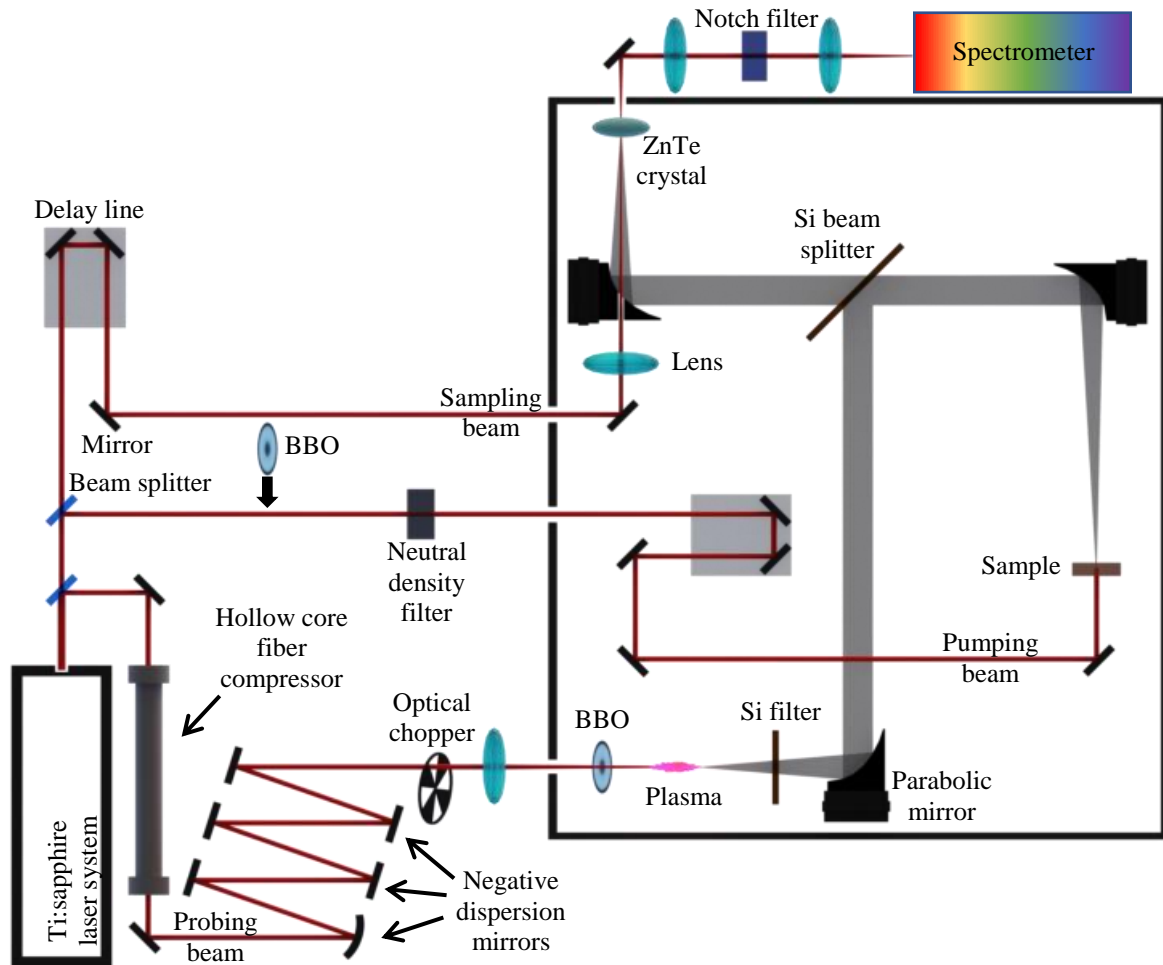 Notch filter
Spectrometer
ZnTe
crystal
Delay line
Si beam
splitter
Lens
Sampling
beam
Mirror
BBO
Beam splitter
Neutral
density
filter
Sample
Hollow core
fiber
compressor
Pumping
beam
Optical
chopper
BBO
Si filter
Plasma
Parabolic
mirror
Ti:sapphire
laser system
Probing
beam
Negative
dispersion
mirrors